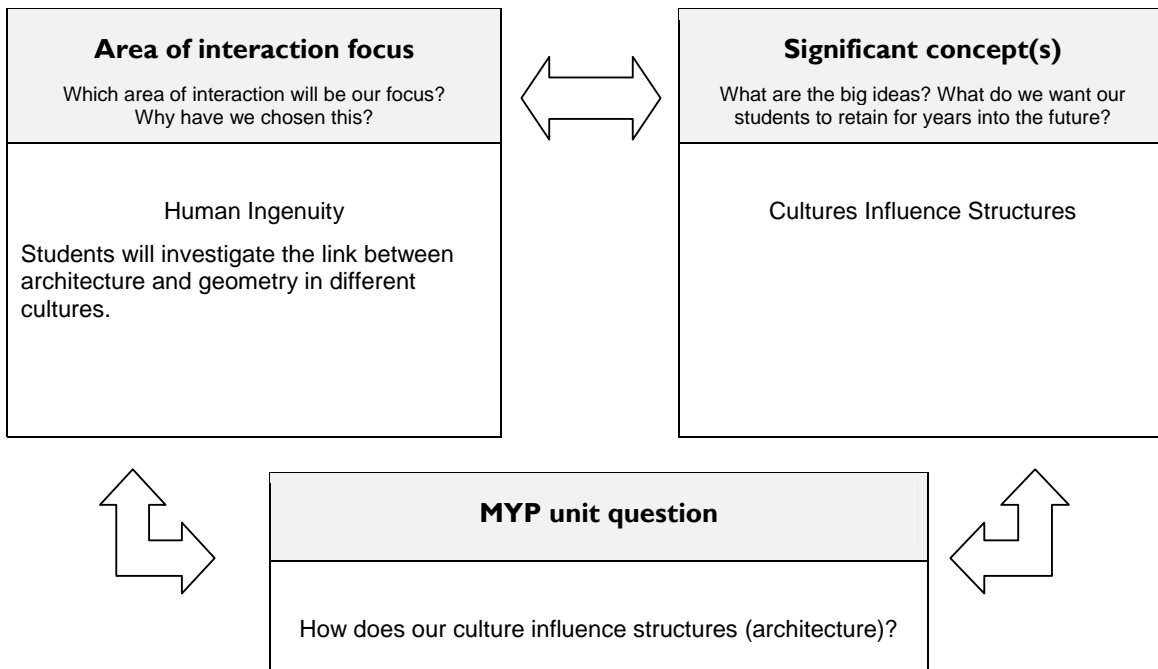 Area of interaction focus
Which area of interaction will be our focus?
Why have we chosen this?
Human Ingenuity
Students will investigate the link between
architecture and geometry in different
cultures.
Significant concept(s)
What are the big ideas? What do we want our
students to retain for years into the future?
Cultures Influence Structures
MYP unit question
How does our culture influence structures (architecture)?